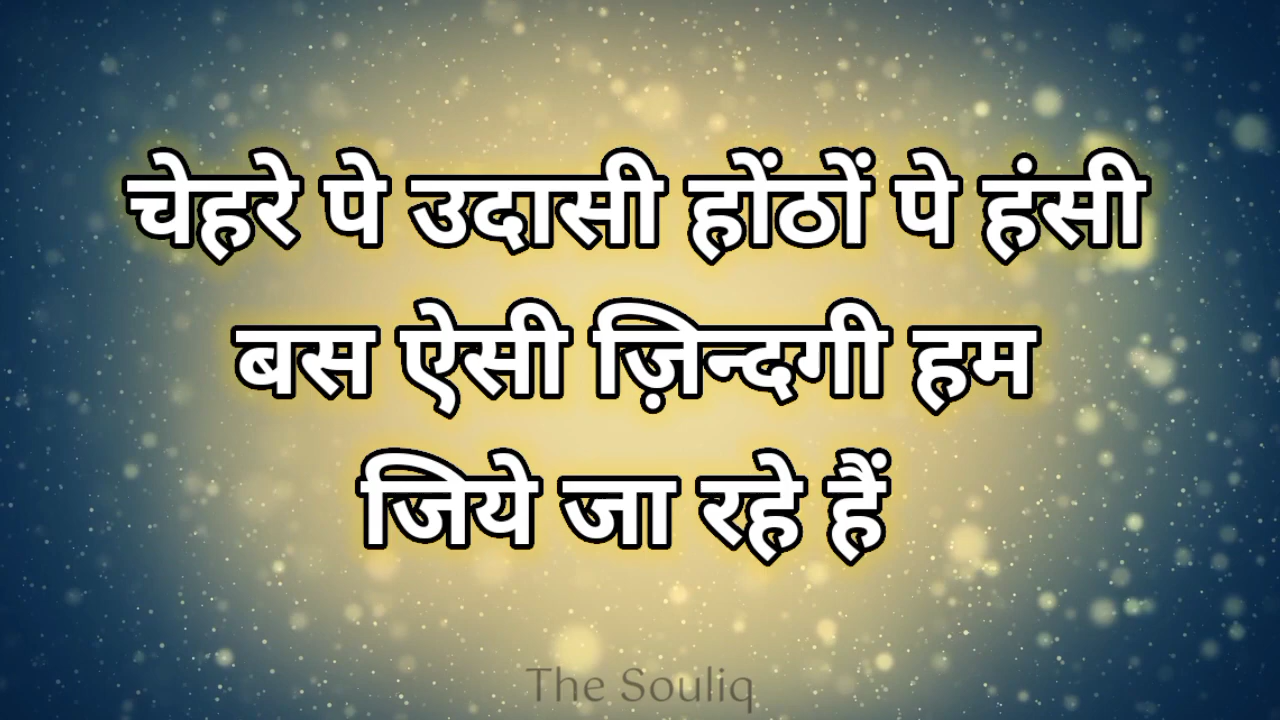 चेहरे पे उदासी होंठों पे हंसी
बस ऐसी ज़िन्दगी हम
जिये जा रहे हैं
The Souliq